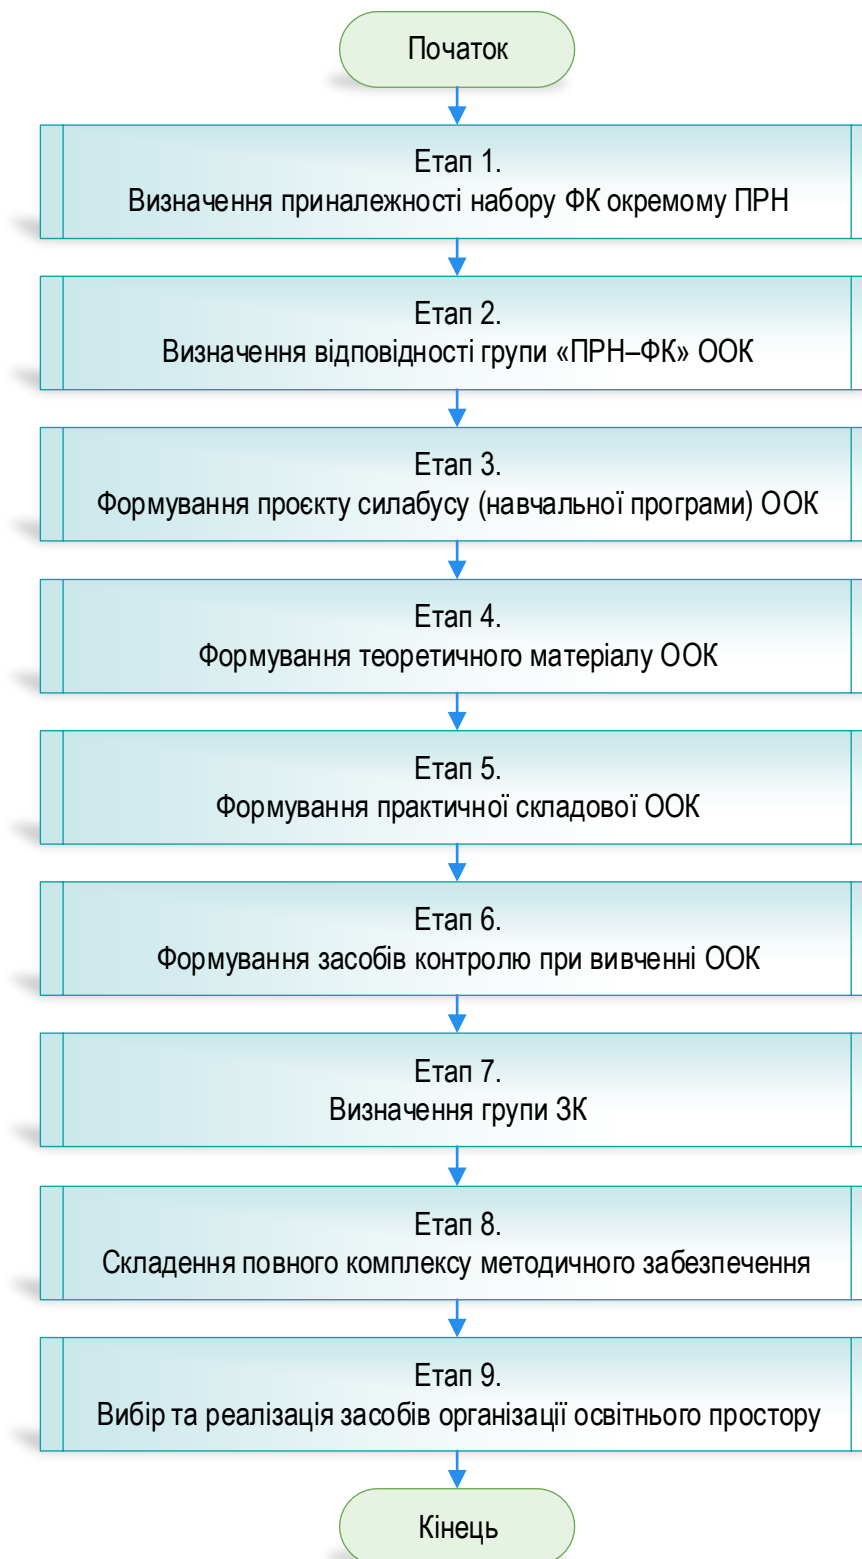 Початок
Етап 1.
Визначення приналежності набору ФК окремому ПРН
Етап 2.
Визначення відповідності групи «ПРН–ФК» ООК
Етап 3.
Формування проєкту силабусу (навчальної програми) ООК
Етап 4.
Формування теоретичного матеріалу ООК
Етап 5.
Формування практичної складової ООК
Етап 6.
Формування засобів контролю при вивченні ООК
Етап 7.
Визначення групи ЗК
Етап 8.
Складення повного комплексу методичного забезпечення
Етап 9.
Вибір та реалізація засобів організації освітнього простору
Кінець